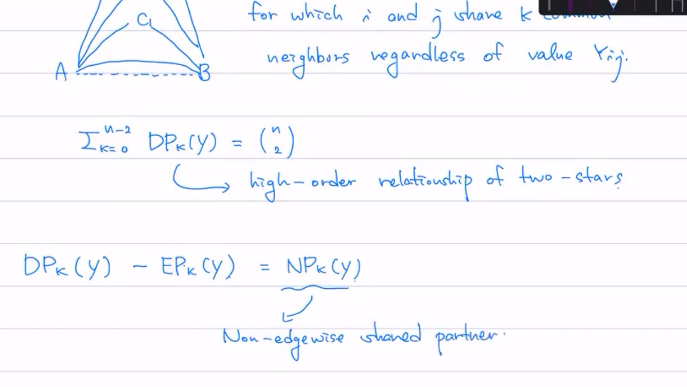 for which i and j share k common
C1
neighbors regardless of value Yij.
A B
Σ_{k=0}^{n-2} DPk(y) = (n 2)
high-order relationship of two-stars
DPk(y) - EPk(y) = NPk(y)
Non-edgewise shared partner.